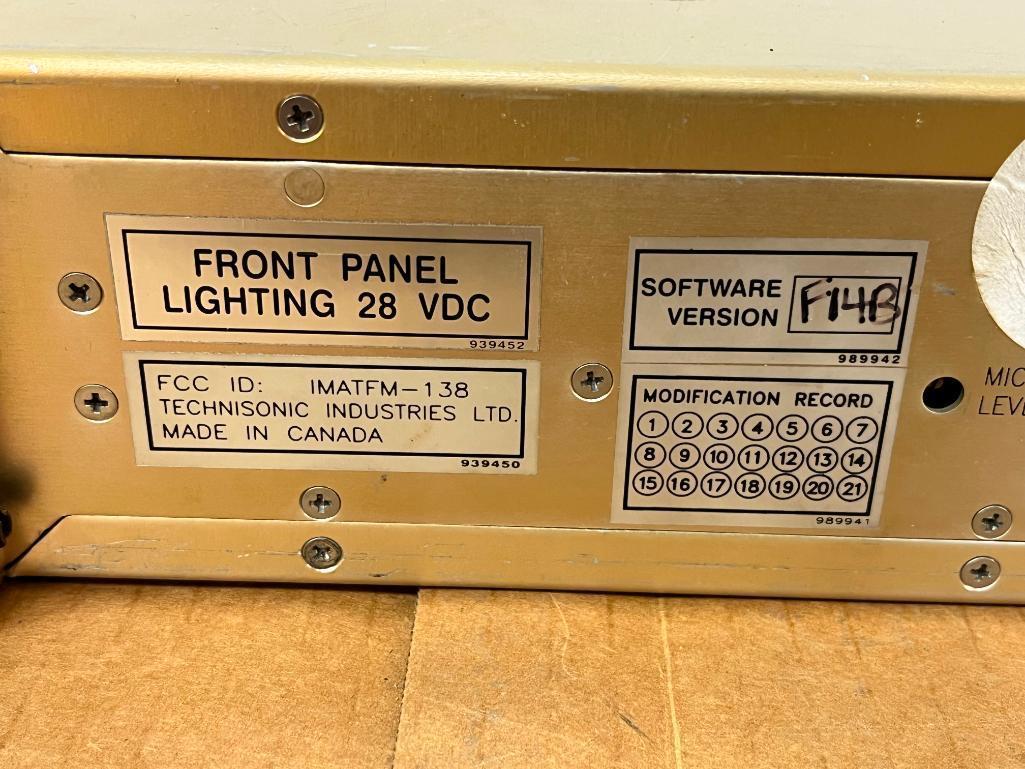 FRONT PANEL
LIGHTING 28 VDC
939452
FCC ID: IMATFM-138
TECHNISONIC INDUSTRIES LTD.
MADE IN CANADA
939450
SOFTWARE
VERSION
F14B
989942
MODIFICATION RECORD
1 2 3 4 5 6 7
8 9 10 11 12 13 14
15 16 17 18 19 20 21
989941
MIC